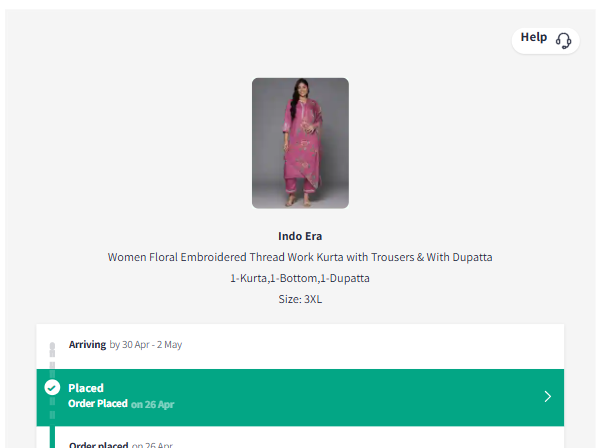 Help
Indo Era
Women Floral Embroidered Thread Work Kurta with Trousers & With Dupatta
1-Kurta,1-Bottom,1-Dupatta
Size: 3XL
Arriving by 30 Apr - 2 May
Placed
Order Placed on 26 Apr
Order placed on 26 Apr